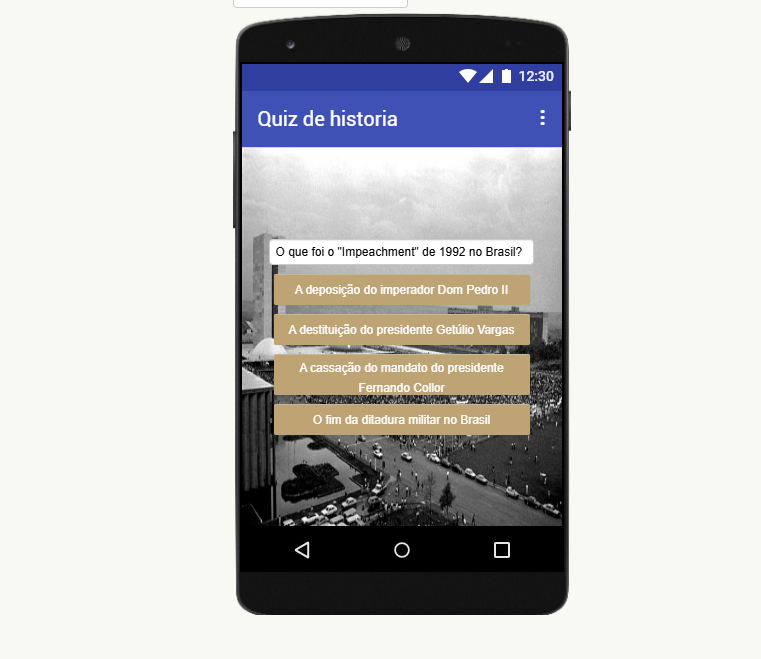 12:30
Quiz de historia
O que foi o "Impeachment" de 1992 no Brasil?
A deposição do imperador Dom Pedro II
A destituição do presidente Getúlio Vargas
A cassação do mandato do presidente
Fernando Collor
O fim da ditadura militar no Brasil